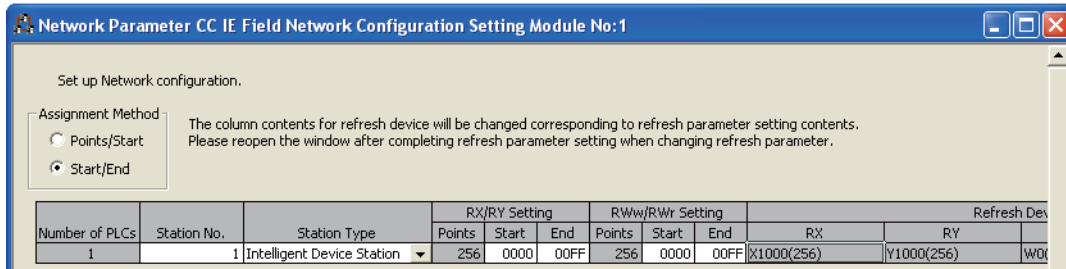 Network Parameter CC IE Field Network Configuration Setting Module No:1
Set up Network configuration.
Assignment Method
Points/Start
Start/End
The column contents for refresh device will be changed corresponding to refresh parameter setting contents.
Please reopen the window after completing refresh parameter setting when changing refresh parameter.
RX/RY Setting RWw/RWr Setting Refresh Dev
Number of PLCs Station No. Station Type Points Start End Points Start End RX RY
1 1 Intelligent Device Station 256 0000 00FF 256 0000 00FF X1000(256) Y1000(256)